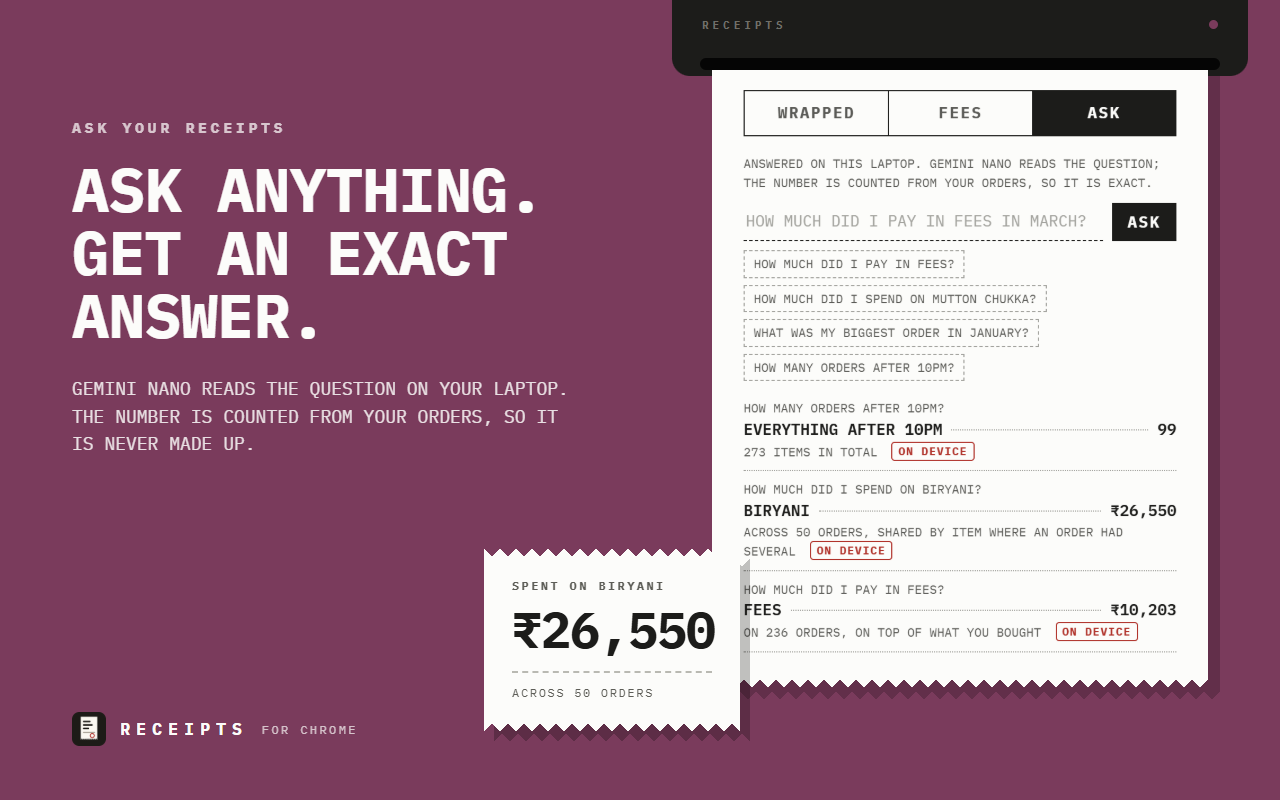 RECEIPTS
ASK YOUR RECEIPTS
ASK ANYTHING.
GET AN EXACT
ANSWER.
GEMINI NANO READS THE QUESTION ON YOUR LAPTOP.
THE NUMBER IS COUNTED FROM YOUR ORDERS, SO IT
IS NEVER MADE UP.
WRAPPED FEES ASK
ANSWERED ON THIS LAPTOP. GEMINI NANO READS THE QUESTION;
THE NUMBER IS COUNTED FROM YOUR ORDERS, SO IT IS EXACT.
HOW MUCH DID I PAY IN FEES IN MARCH? ASK
HOW MUCH DID I PAY IN FEES?
HOW MUCH DID I SPEND ON MUTTON CHUKKA?
WHAT WAS MY BIGGEST ORDER IN JANUARY?
HOW MANY ORDERS AFTER 10PM?
HOW MANY ORDERS AFTER 10PM?
EVERYTHING AFTER 10PM 99
273 ITEMS IN TOTAL ON DEVICE
HOW MUCH DID I SPEND ON BIRYANI?
BIRYANI ₹26,550
ACROSS 50 ORDERS, SHARED BY ITEM WHERE AN ORDER HAD
SEVERAL ON DEVICE
HOW MUCH DID I PAY IN FEES?
FEES ₹10,203
ON 236 ORDERS, ON TOP OF WHAT YOU BOUGHT ON DEVICE
SPENT ON BIRYANI
₹26,550
ACROSS 50 ORDERS
RECEIPTS FOR CHROME